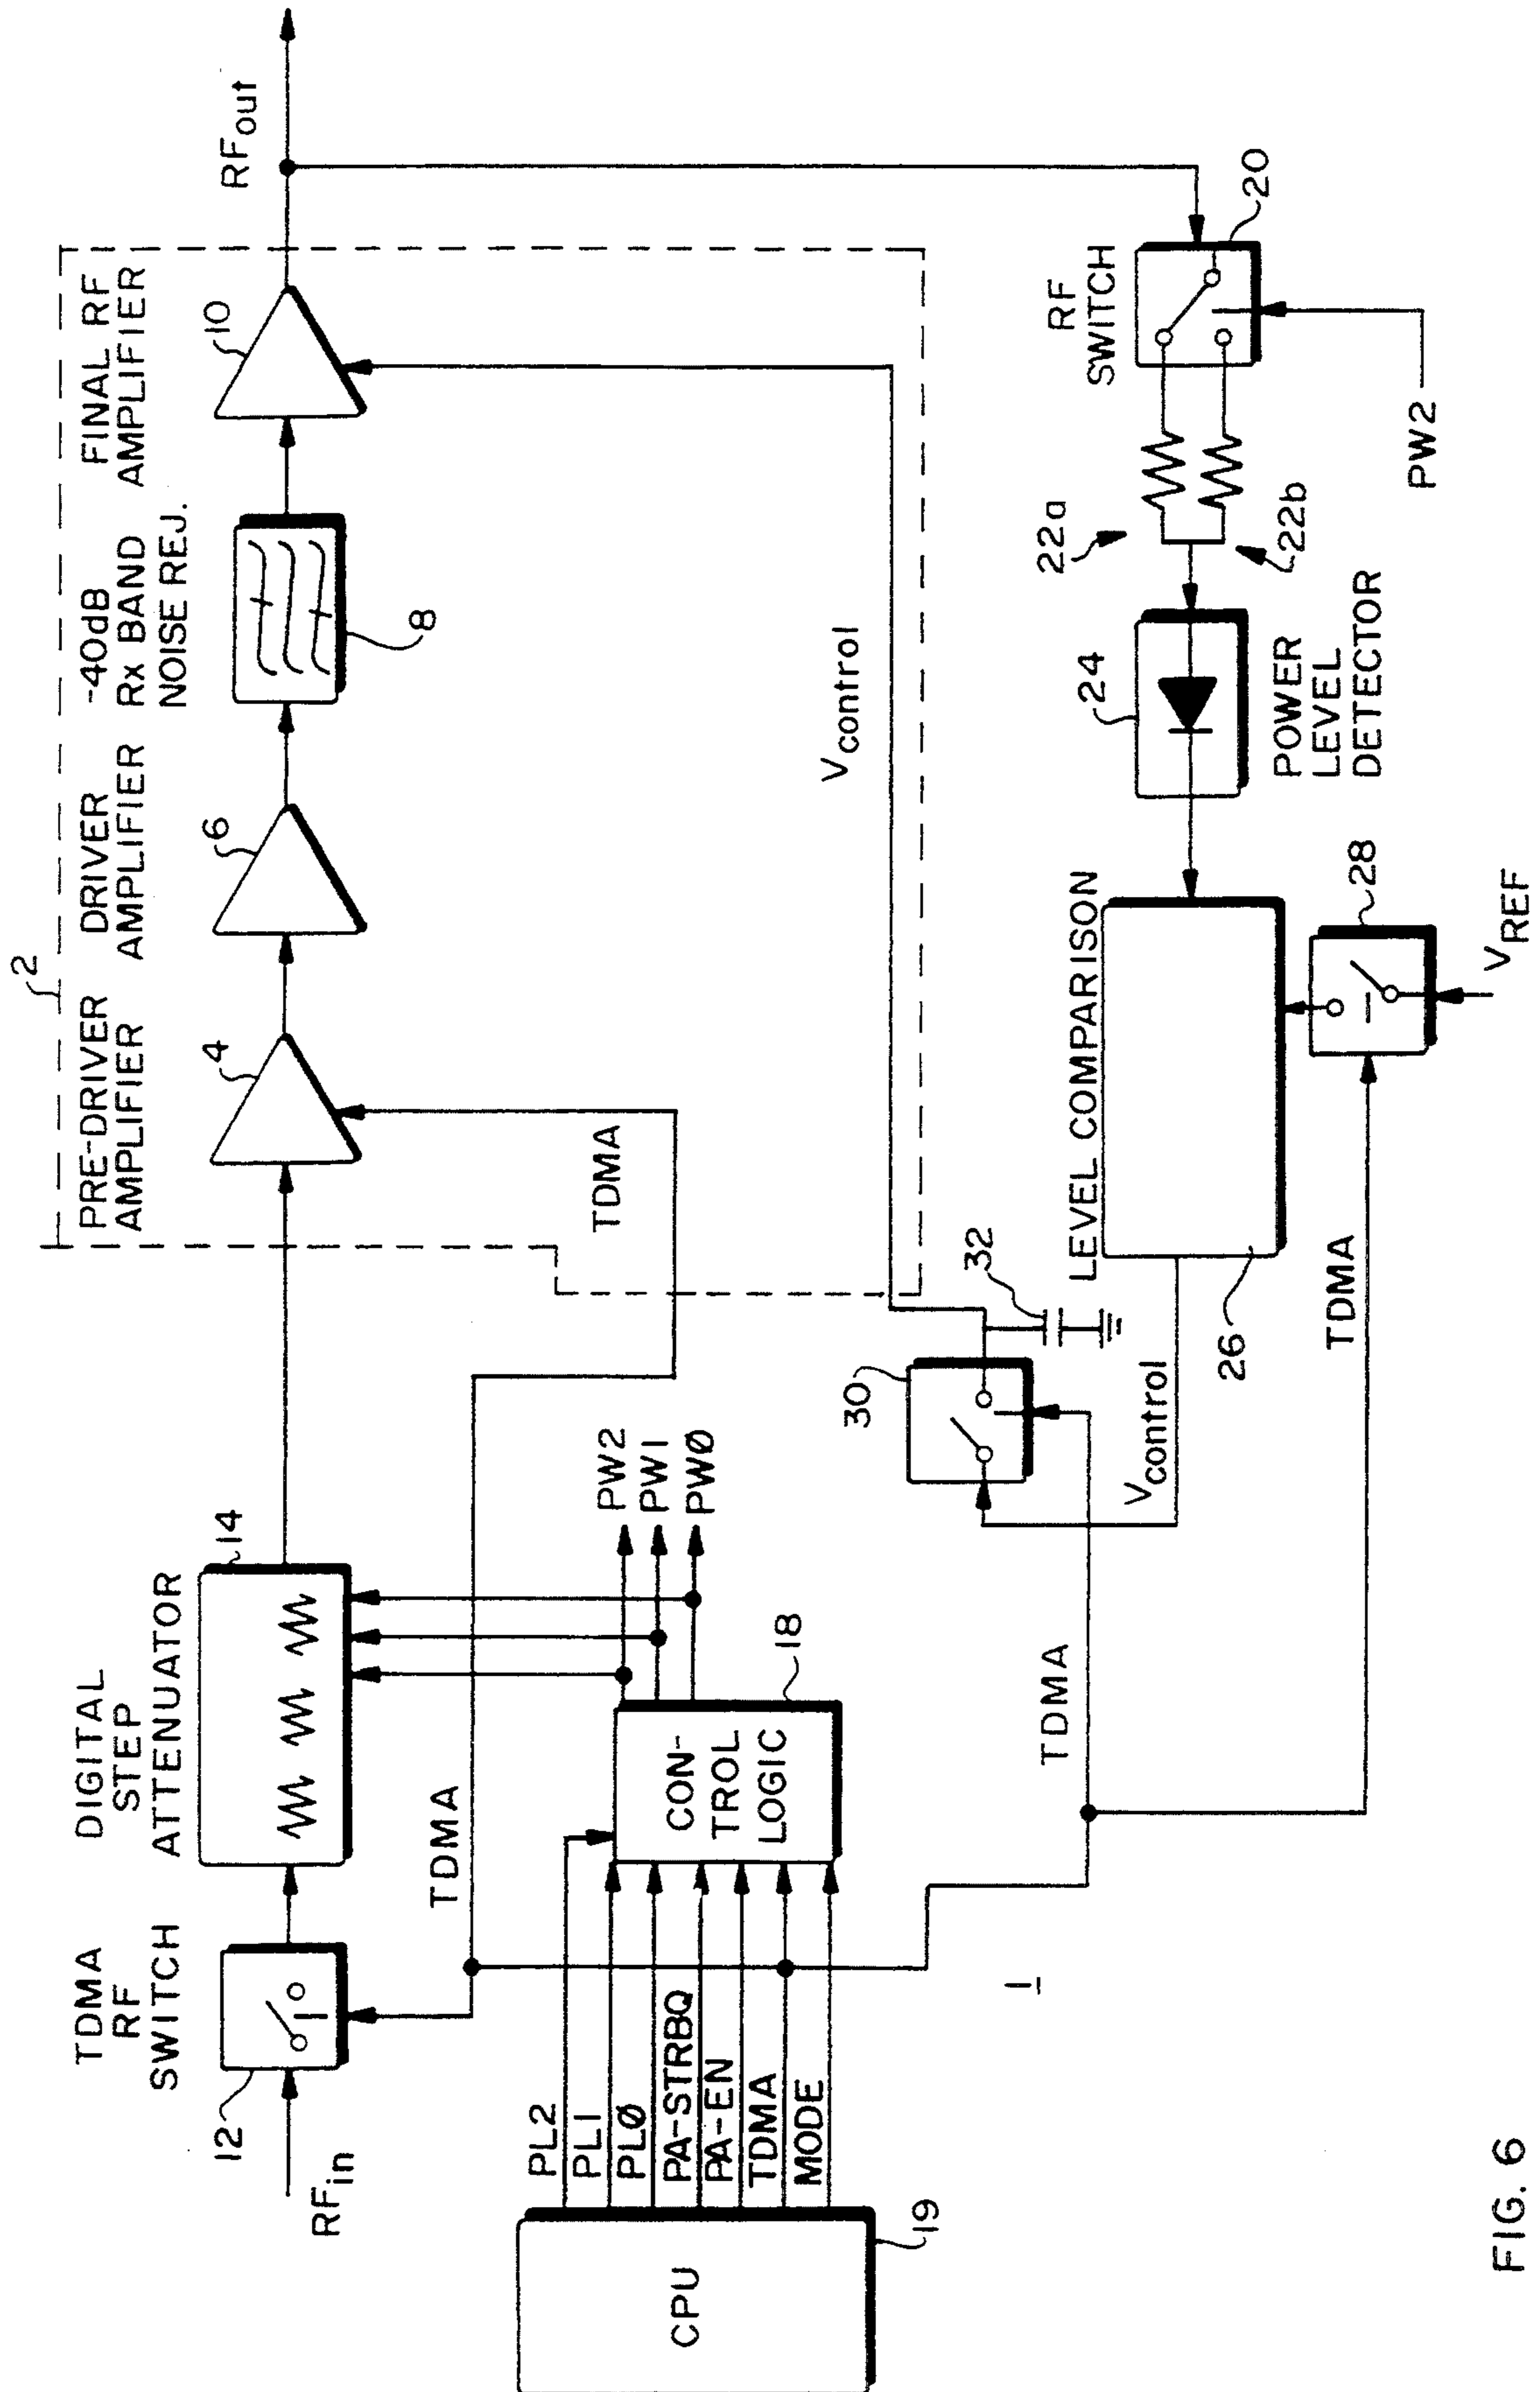 2
PRE-DRIVER
AMPLIFIER
DRIVER
AMPLIFIER
-40dB
Rx BAND
NOISE REJ.
FINAL RF
AMPLIFIER
RFout
TDMA
RF
SWITCH
DIGITAL
STEP
ATTENUATOR
12
RFin
14
4
6
8
10
TDMA
TDMA
Vcontrol
PW2
PW1
PWØ
CPU
19
PL2
PL1
PLØ
PA-STRBQ
PA-EN
TDMA
MODE
CON-
TROL
LOGIC
18
1
TDMA
30
32
Vcontrol
LEVEL COMPARISON
26
TDMA
28
VREF
24
POWER
LEVEL
DETECTOR
22a
22b
RF
SWITCH
20
PW2
FIG. 6